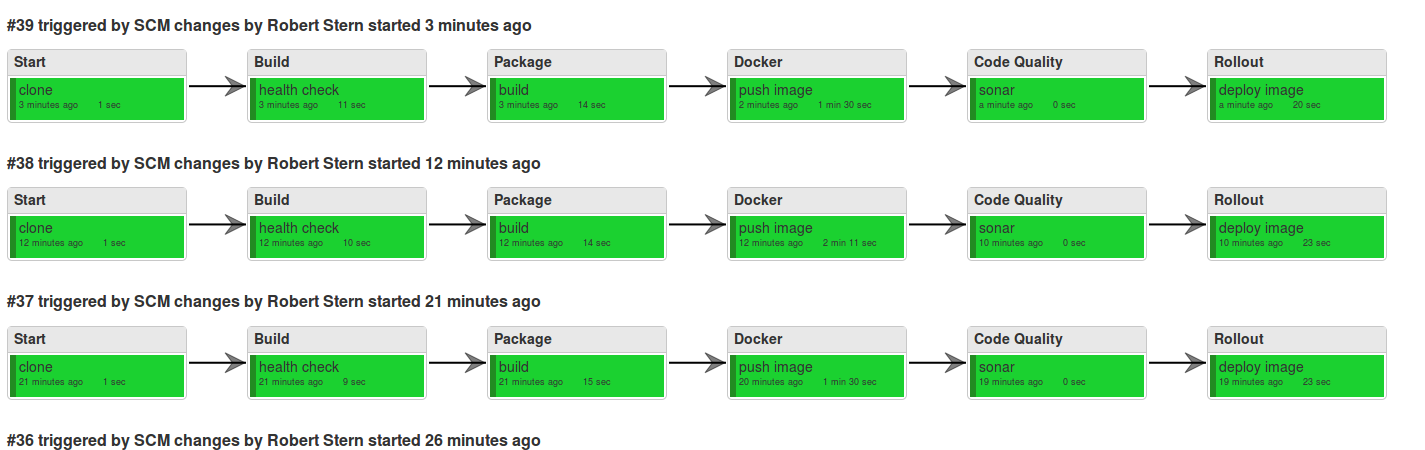 #39 triggered by SCM changes by Robert Stern started 3 minutes ago
Start Build Package Docker Code Quality Rollout
clone health check build push image sonar deploy image
3 minutes ago 1 sec 3 minutes ago 11 sec 3 minutes ago 14 sec 2 minutes ago 1 min 30 sec a minute ago 0 sec a minute ago 20 sec
#38 triggered by SCM changes by Robert Stern started 12 minutes ago
Start Build Package Docker Code Quality Rollout
clone health check build push image sonar deploy image
12 minutes ago 1 sec 12 minutes ago 10 sec 12 minutes ago 14 sec 12 minutes ago 2 min 11 sec 10 minutes ago 0 sec 10 minutes ago 23 sec
#37 triggered by SCM changes by Robert Stern started 21 minutes ago
Start Build Package Docker Code Quality Rollout
clone health check build push image sonar deploy image
21 minutes ago 1 sec 21 minutes ago 9 sec 21 minutes ago 15 sec 20 minutes ago 1 min 30 sec 19 minutes ago 0 sec 19 minutes ago 23 sec
#36 triggered by SCM changes by Robert Stern started 26 minutes ago